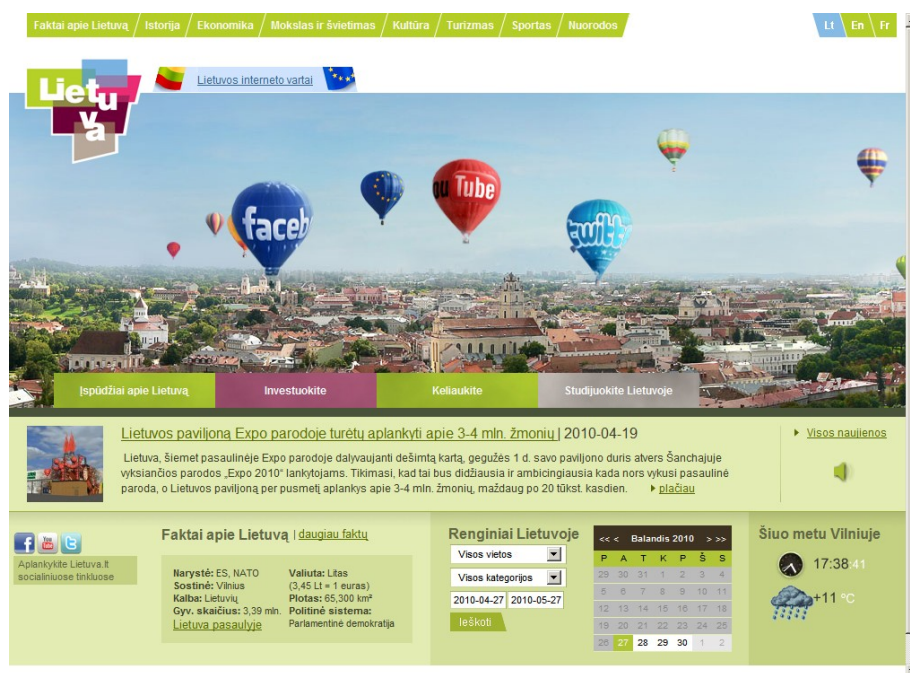 Faktai apie Lietuvą / Istorija / Ekonomika / Mokslas ir švietimas / Kultūra / Turizmas / Sportas / Nuorodos
Lt \ En \ Fr
Lietuva
Lietuvos interneto vartai
faceb
ou Tube
twitt
Įspūdžiai apie Lietuvą
Investuokite
Keliaukite
Studijuokite Lietuvoje
Lietuvos paviljoną Expo parodoje turėtų aplankyti apie 3-4 mln. žmonių | 2010-04-19
Visos naujienos
Lietuva, šiemet pasaulinėje Expo parodoje dalyvaujanti dešimtą kartą, gegužės 1 d. savo paviljono duris atvers Šanchajuje
vyksiančios parodos „Expo 2010“ lankytojams. Tikimasi, kad tai bus didžiausia ir ambicingiausia kada nors vykusi pasaulinė
paroda, o Lietuvos paviljoną per pusmetį aplankys apie 3-4 mln. žmonių, maždaug po 20 tūkst. kasdien. plačiau
f You Tube t
Aplankykite Lietuva.lt
socialiniuose tinkluose
Faktai apie Lietuvą | daugiau faktų
Narystė: ES, NATO
Sostinė: Vilnius
Kalba: Lietuvių
Gyv. skaičius: 3,39 mln.
Lietuva pasaulyje
Valiuta: Litas
(3,45 Lt = 1 euras)
Plotas: 65,300 km²
Politinė sistema:
Parlamentinė demokratija
Renginiai Lietuvoje
Visos vietos
Visos kategorijos
2010-04-27 2010-05-27
Ieškoti
<< < Balandis 2010 > >>
P A T K P Š S
29 30 31 1 2 3 4
5 6 7 8 9 10 11
12 13 14 15 16 17 18
19 20 21 22 23 24 25
26 27 28 29 30 1 2
Šiuo metu Vilniuje
17:38:41
+11 °C